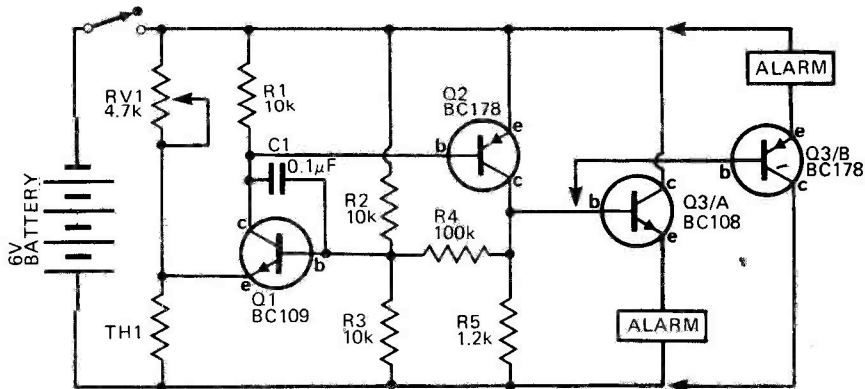 RV1
4.7k
R1
10k
C1
0.1µF
Q2
BC178
e
b
c
ALARM
e
b
Q3/B
BC178
c
6V
BATTERY
R2
10k
R4
100k
b
c
Q3/A
BC108
e
c
b
e
Q1
BC109
TH1
R3
10k
R5
1.2k
ALARM